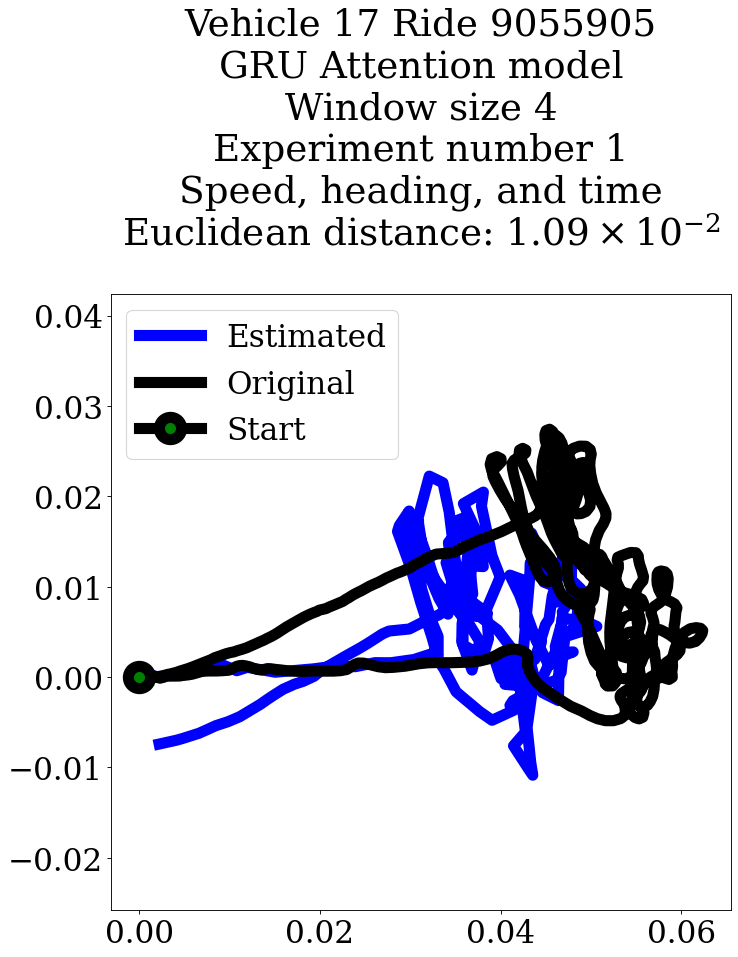 Vehicle 17 Ride 9055905
GRU Attention model
Window size 4
Experiment number 1
Speed, heading, and time
Euclidean distance: 1.09 × 10⁻²
0.04
0.03
0.02
0.01
0.00
−0.01
−0.02
Estimated
Original
Start
0.00 0.02 0.04 0.06